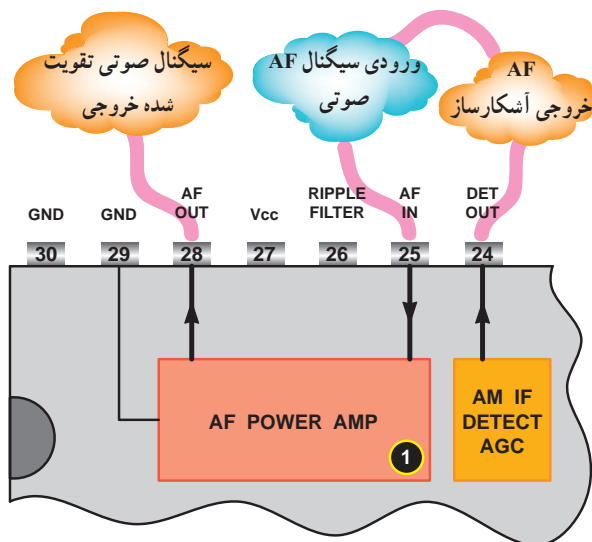 سیگنال صوتی تقویت
شده خروجی
ورودی سیگنال AF
صوتی
AF
خروجی آشکارساز
GND
GND
AF
OUT
Vcc
RIPPLE
FILTER
AF
IN
DET
OUT
30
29
28
27
26
25
24
AF POWER AMP
1
AM IF
DETECT
AGC